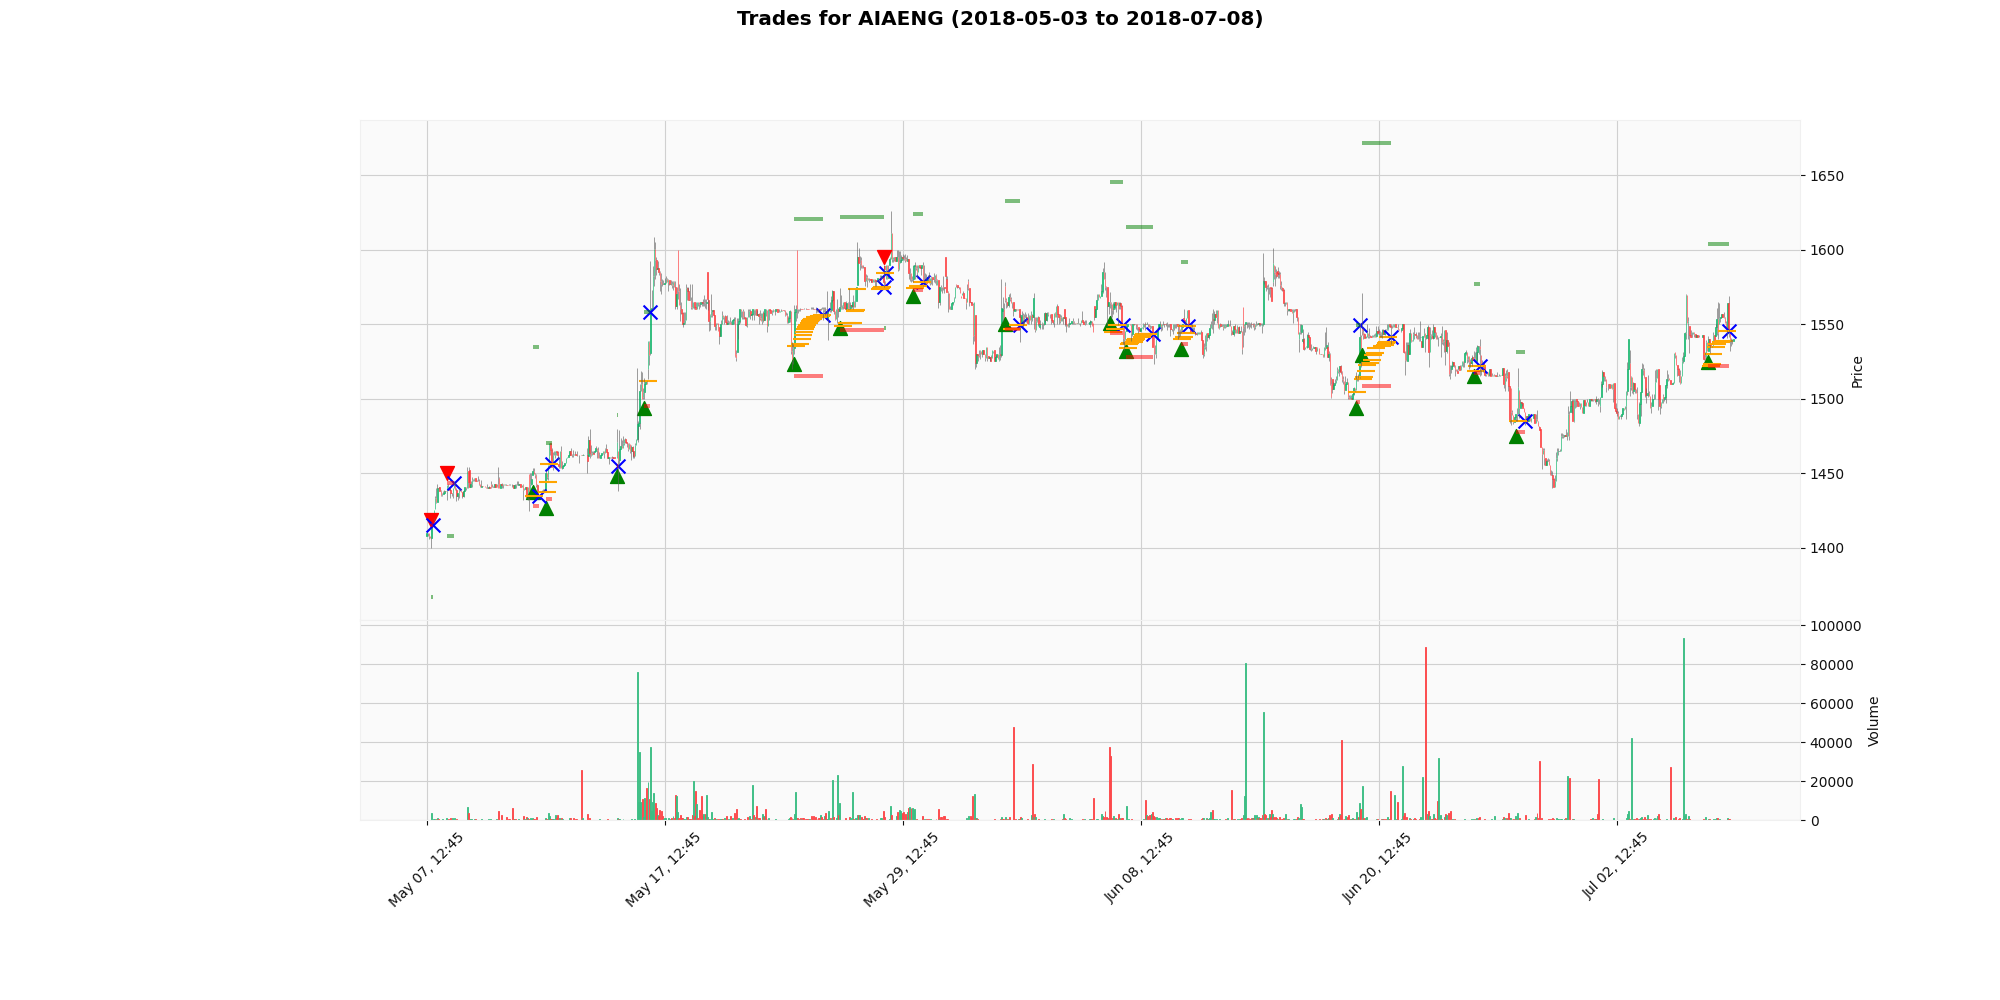 Trades for AIAENG (2018-05-03 to 2018-07-08)
1650
1600
1550
1500
1450
1400
Price
100000
80000
60000
40000
20000
0
Volume
May 07, 12:45
May 17, 12:45
May 29, 12:45
Jun 08, 12:45
Jun 20, 12:45
Jul 02, 12:45